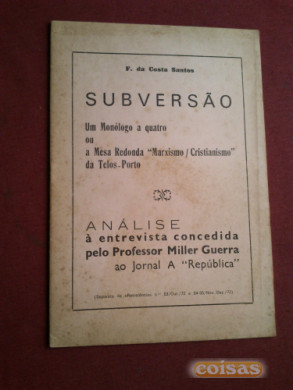 F. da Costa Santos
SUBVERSÃO
Um Monólogo a quatro
ou
a Mesa Redonda "Marxismo/Cristianismo"
da Telos-Porto
ANÁLISE
à entrevista concedida
pelo Professor Miller Guerra
ao Jornal A "República"
coisas